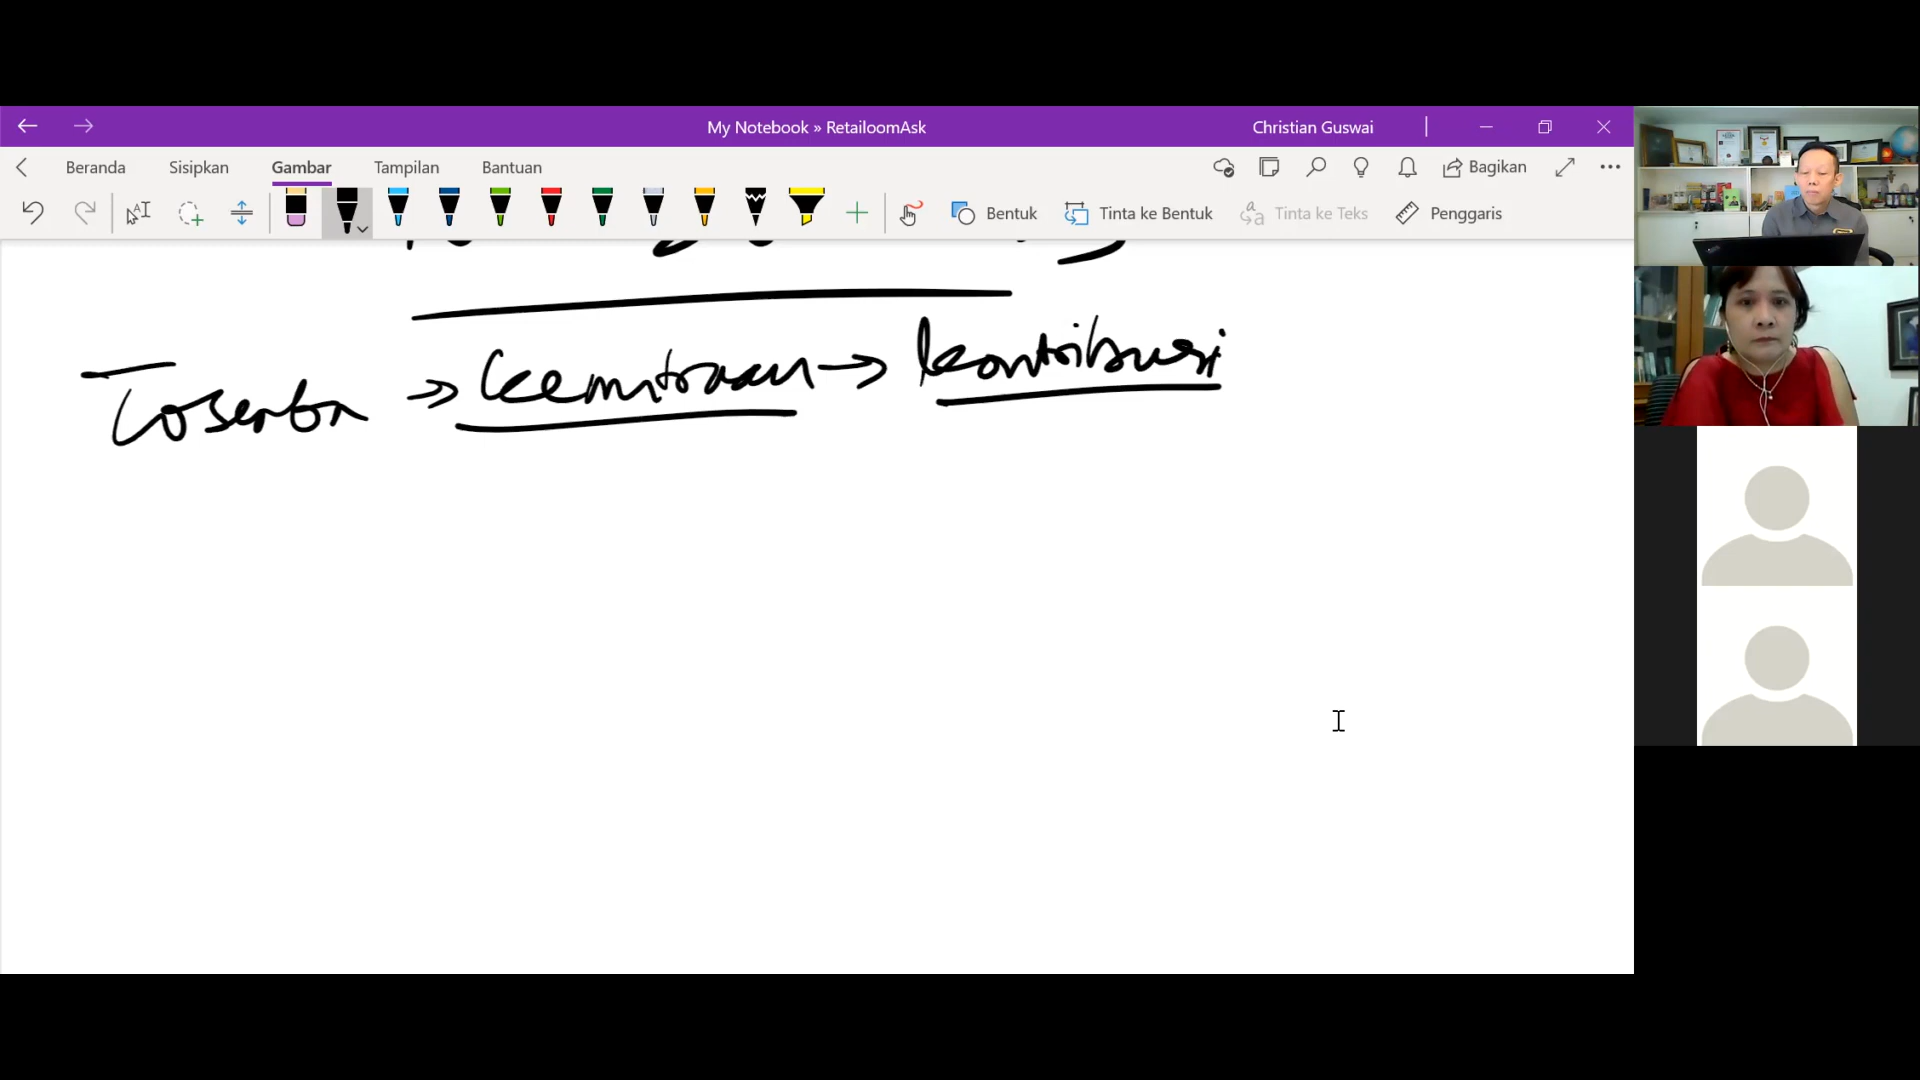 My Notebook » RetailoomAsk
Christian Guswai
Beranda Sisipkan Gambar Tampilan Bantuan Bagikan
Bentuk Tinta ke Bentuk Tinta ke Teks Penggaris
Toserba → kemitraan → kontribusi